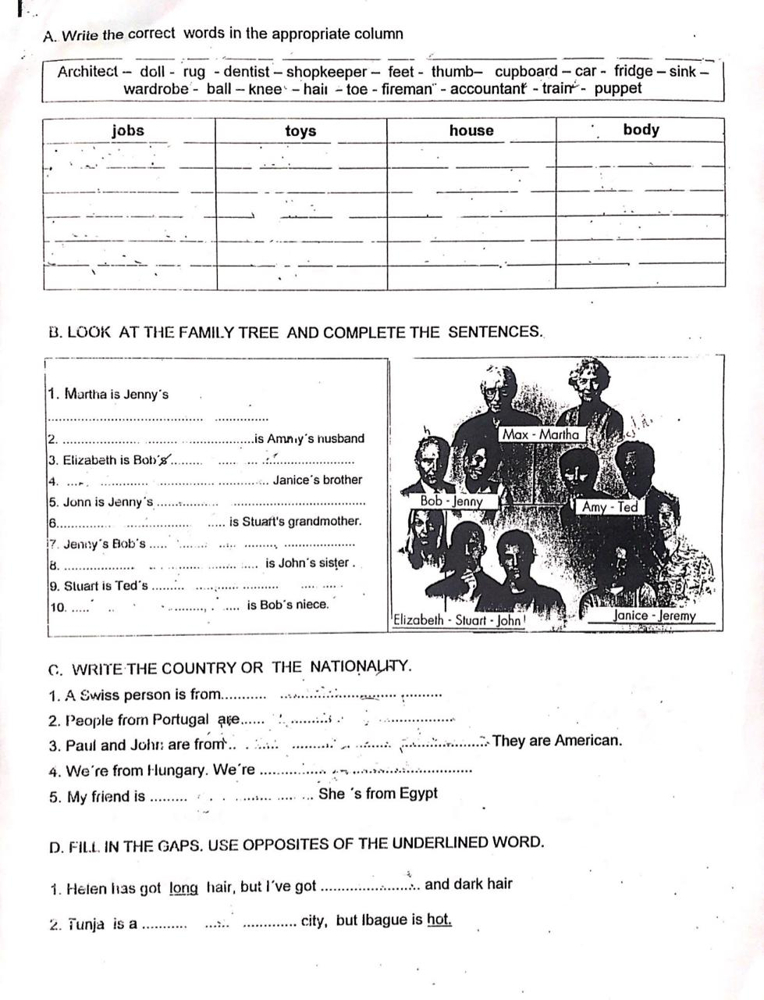 A. Write the correct words in the appropriate column
Architect – doll - rug - dentist – shopkeeper – feet - thumb– cupboard – car - fridge – sink –
wardrobe - ball – knee – hair – toe - fireman - accountant - train - puppet
jobs toys house body
B. LOOK AT THE FAMILY TREE AND COMPLETE THE SENTENCES.
1. Martha is Jenny's
..........................................................
2. ..........................................is Ammy's husband
3. Elizabeth is Bob's..........................................
4. .......................................... Janice's brother
5. John is Jenny's ..........................................
6.......................................... is Stuart's grandmother.
7. Jenny's Bob's ..........................................
8.......................................... is John's sister .
9. Stuart is Ted's ..........................................
10. .......................................... is Bob's niece.
Max - Martha
Bob - Jenny
Amy - Ted
Elizabeth - Stuart - John
Janice - Jeremy
C. WRITE THE COUNTRY OR THE NATIONALITY.
1. A Swiss person is from..........................................
2. People from Portugal are..........................................
3. Paul and John are from.......................................... They are American.
4. We're from Hungary. We're ..........................................
5. My friend is .......................................... She 's from Egypt
D. FILL IN THE GAPS. USE OPPOSITES OF THE UNDERLINED WORD.
1. Helen has got long hair, but I've got ........................ and dark hair
2. Tunja is a .............................. city, but Ibague is hot.